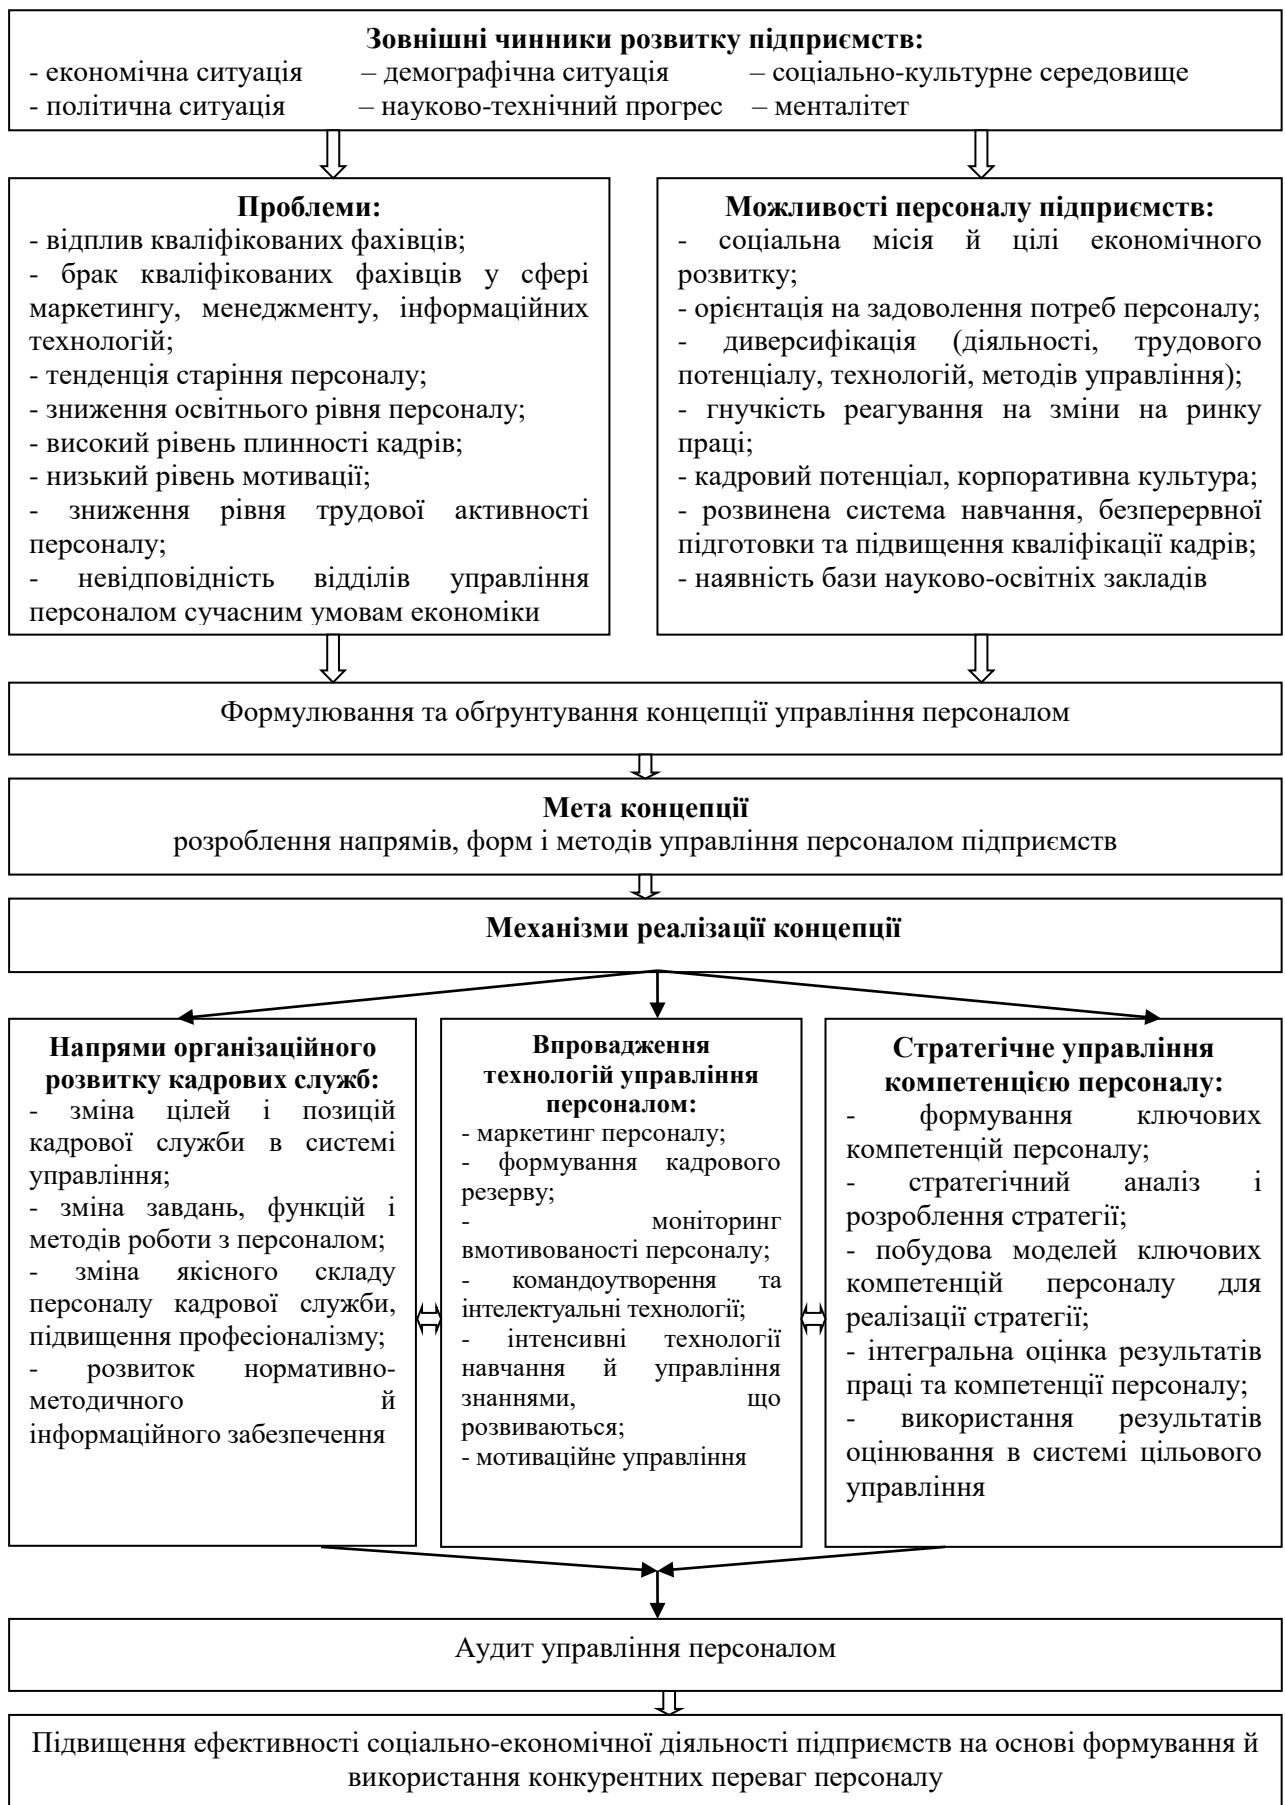 Зовнішні чинники розвитку підприємств:
- економічна ситуація – демографічна ситуація – соціально-культурне середовище
- політична ситуація – науково-технічний прогрес – менталітет
Проблеми:
- відплив кваліфікованих фахівців;
- брак кваліфікованих фахівців у сфері
маркетингу, менеджменту, інформаційних
технологій;
- тенденція старіння персоналу;
- зниження освітнього рівня персоналу;
- високий рівень плинності кадрів;
- низький рівень мотивації;
- зниження рівня трудової активності
персоналу;
- невідповідність відділів управління
персоналом сучасним умовам економіки
Можливості персоналу підприємств:
- соціальна місія й цілі економічного
розвитку;
- орієнтація на задоволення потреб персоналу;
- диверсифікація (діяльності, трудового
потенціалу, технологій, методів управління);
- гнучкість реагування на зміни на ринку
праці;
- кадровий потенціал, корпоративна культура;
- розвинена система навчання, безперервної
підготовки та підвищення кваліфікації кадрів;
- наявність бази науково-освітніх закладів
Формулювання та обґрунтування концепції управління персоналом
Мета концепції
розроблення напрямів, форм і методів управління персоналом підприємств
Механізми реалізації концепції
Напрями організаційного
розвитку кадрових служб:
- зміна цілей і позицій
кадрової служби в системі
управління;
- зміна завдань, функцій і
методів роботи з персоналом;
- зміна якісного складу
персоналу кадрової служби,
підвищення професіоналізму;
- розвиток нормативно-
методичного й
інформаційного забезпечення
Впровадження
технологій управління
персоналом:
- маркетинг персоналу;
- формування кадрового
резерву;
- моніторинг
вмотивованості персоналу;
- командоутворення та
інтелектуальні технології;
- інтенсивні технології
навчання й управління
знаннями, що
розвиваються;
- мотиваційне управління
Стратегічне управління
компетенцією персоналу:
- формування ключових
компетенцій персоналу;
- стратегічний аналіз і
розроблення стратегії;
- побудова моделей ключових
компетенцій персоналу для
реалізації стратегії;
- інтегральна оцінка результатів
праці та компетенції персоналу;
- використання результатів
оцінювання в системі цільового
управління
Аудит управління персоналом
Підвищення ефективності соціально-економічної діяльності підприємств на основі формування й
використання конкурентних переваг персоналу